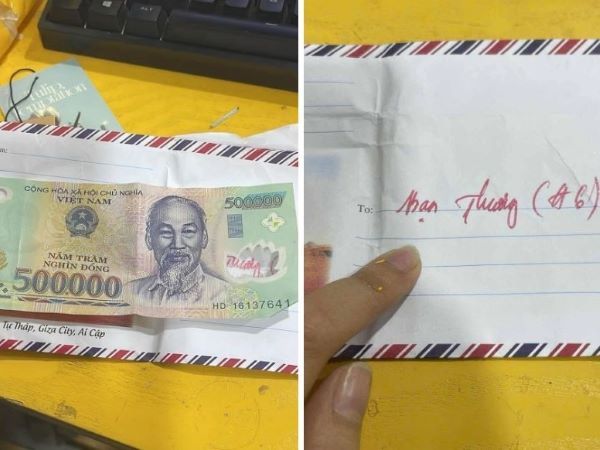 CỘNG HÒA XÃ HỘI CHỦ NGHĨA
VIỆT NAM
500000
NĂM TRĂM
NGHÌN ĐỒNG
500000
Thương
HD 16137641
Tự Tháp, Giza City, Ai Cập
To: Nhạn Thương (A6)